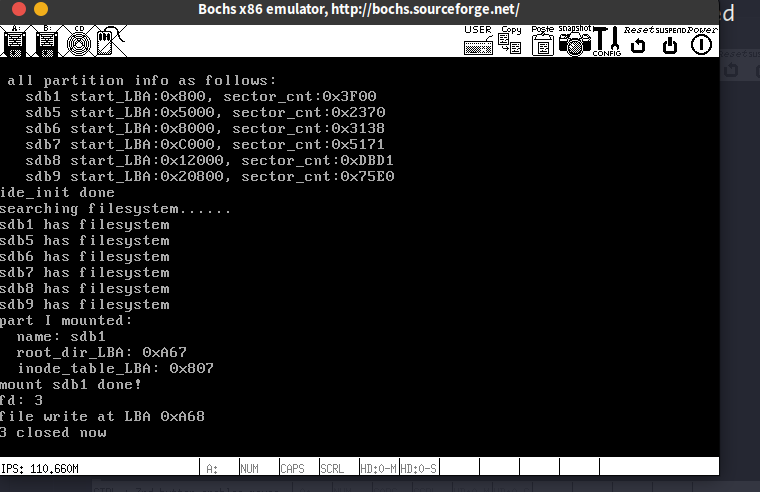 Bochs x86 emulator, http://bochs.sourceforge.net/
ed
A:
B:
CD
USER
Copy
Paste
snapshot
CONFIG
Reset
SUSPEND
Power
all partition info as follows:
sdb1 start_LBA:0x800, sector_cnt:0x3F00
sdb5 start_LBA:0x5000, sector_cnt:0x2370
sdb6 start_LBA:0x8000, sector_cnt:0x3138
sdb7 start_LBA:0xC000, sector_cnt:0x5171
sdb8 start_LBA:0x12000, sector_cnt:0xDBD1
sdb9 start_LBA:0x20800, sector_cnt:0x75E0
ide_init done
searching filesystem......
sdb1 has filesystem
sdb5 has filesystem
sdb6 has filesystem
sdb7 has filesystem
sdb8 has filesystem
sdb9 has filesystem
part I mounted:
name: sdb1
root_dir_LBA: 0xA67
inode_table_LBA: 0x807
mount sdb1 done!
fd: 3
file write at LBA 0xA68
3 closed now
IPS: 110.660M
A:
NUM
CAPS
SCRL
HD:0-M
HD:0-S